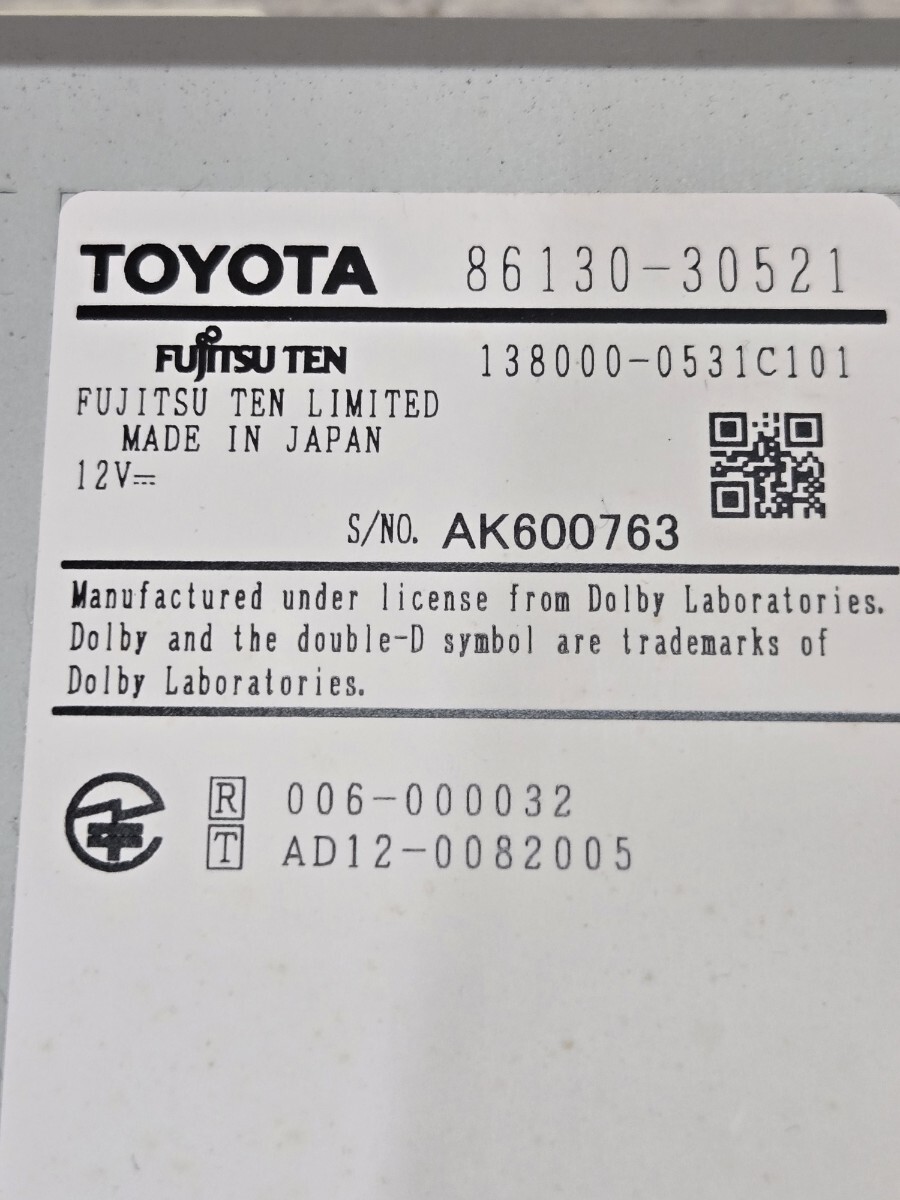 TOYOTA 86130-30521
FUJITSU TEN 138000-0531C101
FUJITSU TEN LIMITED
MADE IN JAPAN
12V⎓
S/NO. AK600763
Manufactured under license from Dolby Laboratories.
Dolby and the double-D symbol are trademarks of
Dolby Laboratories.
R 006-000032
T AD12-0082005